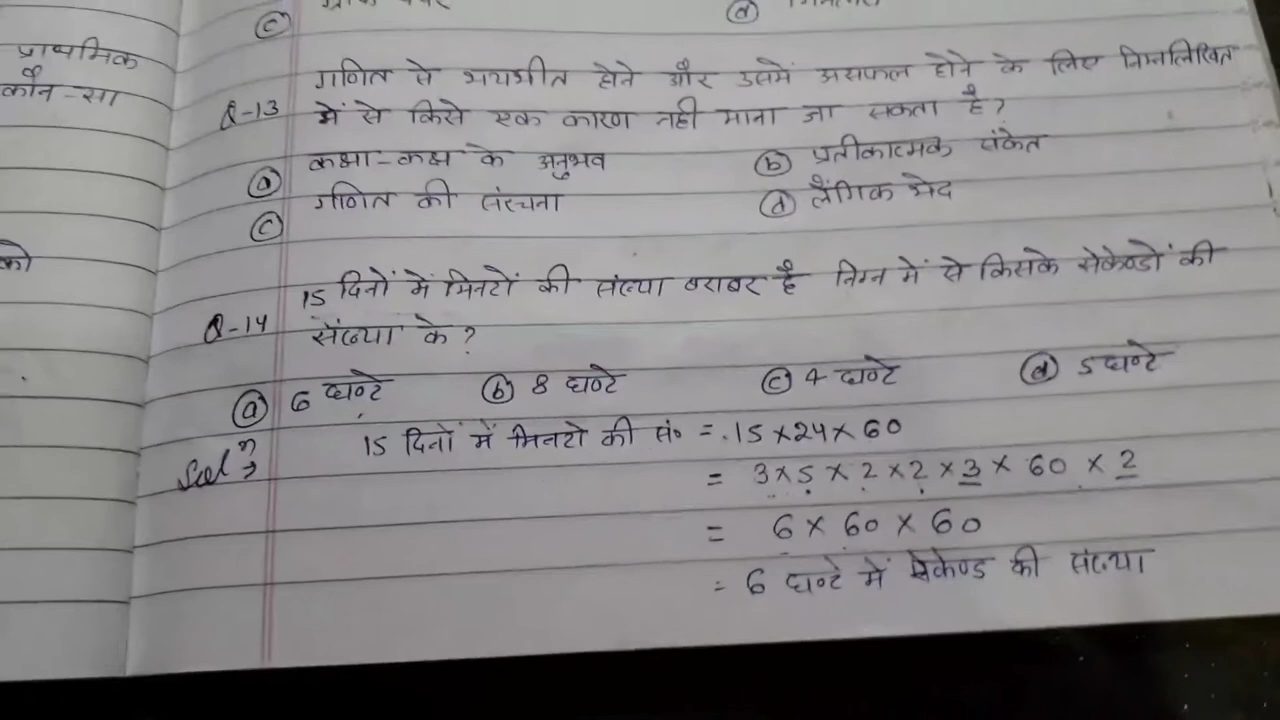 प्राथमिक
कौन-सा
को
(c)
(d)
गणित से भयभीत होने और उसमें असफल होने के लिए निम्नलिखित
Q-13 में से किसे एक कारण नही माना जा सकता है?
(a) कक्षा-कक्ष के अनुभव (b) प्रतीकात्मक संकेत
(c) गणित की संरचना (d) लैंगिक भेद
15 दिनों में मिनटों की संख्या बराबर है निम्न में से किसके सेकेण्डों की
Q-14 संख्या के?
(a) 6 घण्टे (b) 8 घण्टे (c) 4 घण्टे (d) 5 घण्टे
Solⁿ→ 15 दिनों में मिनटो की सं० = 15×24×60
= 3×5×2×2×3×60×2
= 6×60×60
= 6 घण्टे में सेकेण्ड की संख्या